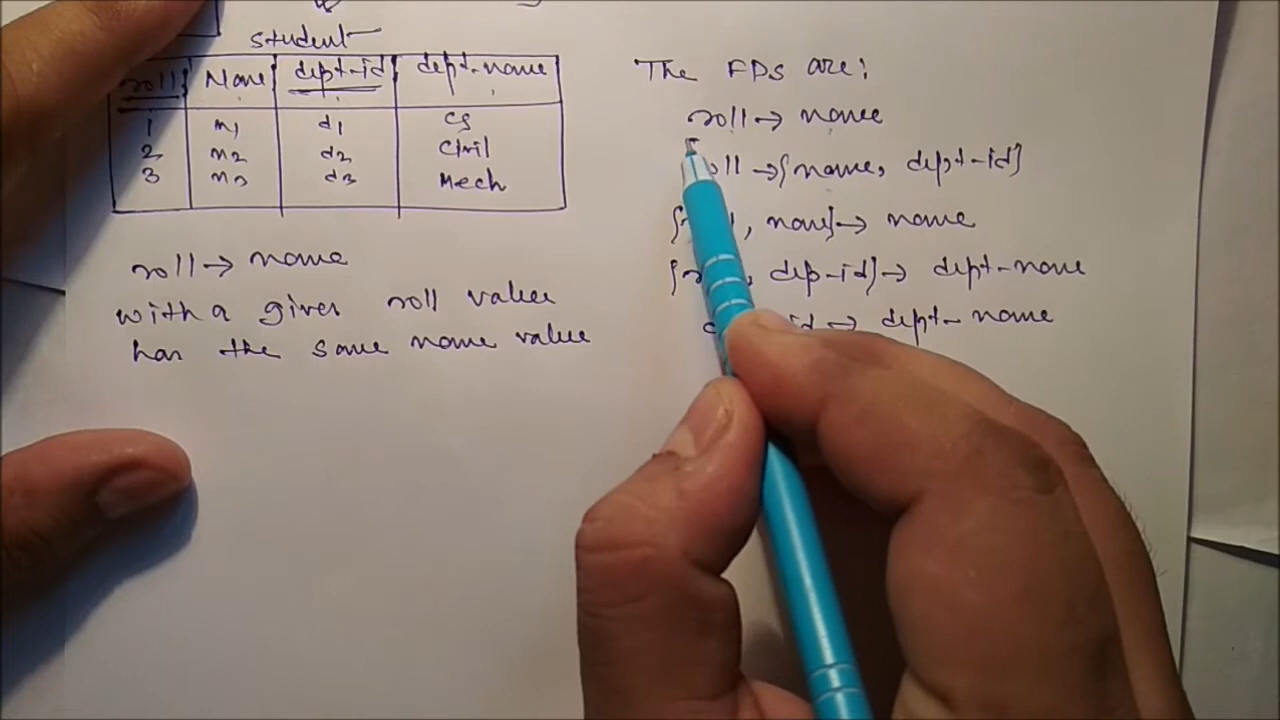 student
roll Name dept-id dept-name
1 n1 d1 CS
2 n2 d2 Civil
3 n3 d3 Mech
roll → name
with a given roll value
has the same name value
The FDs are:
roll → name
→ {name, dept-id}
, name} → name
{ , dep-id} → dept-name
→ dept-name